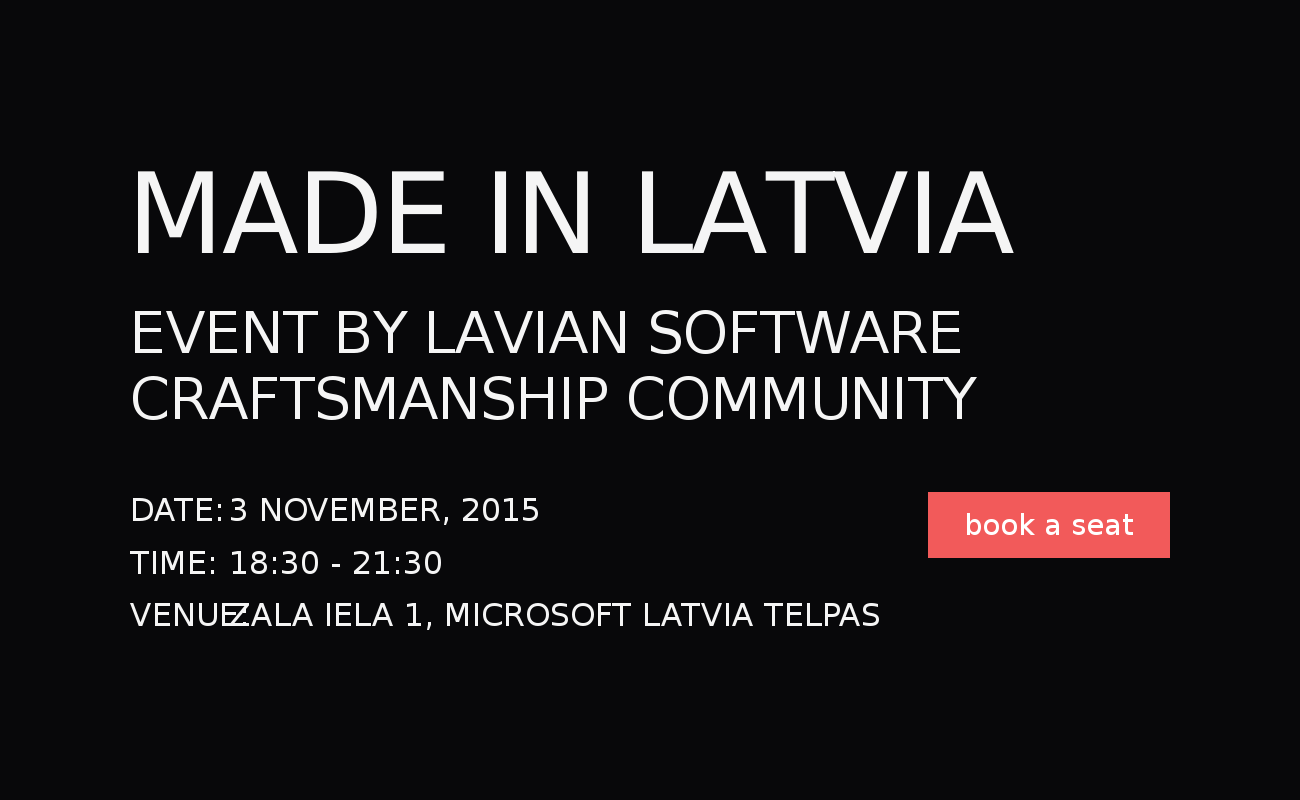 MADE IN LATVIA
EVENT BY LAVIAN SOFTWARE
CRAFTSMANSHIP COMMUNITY
DATE: 3 NOVEMBER, 2015
book a seat
TIME: 18:30 - 21:30
VENUE: ZALA IELA 1, MICROSOFT LATVIA TELPAS